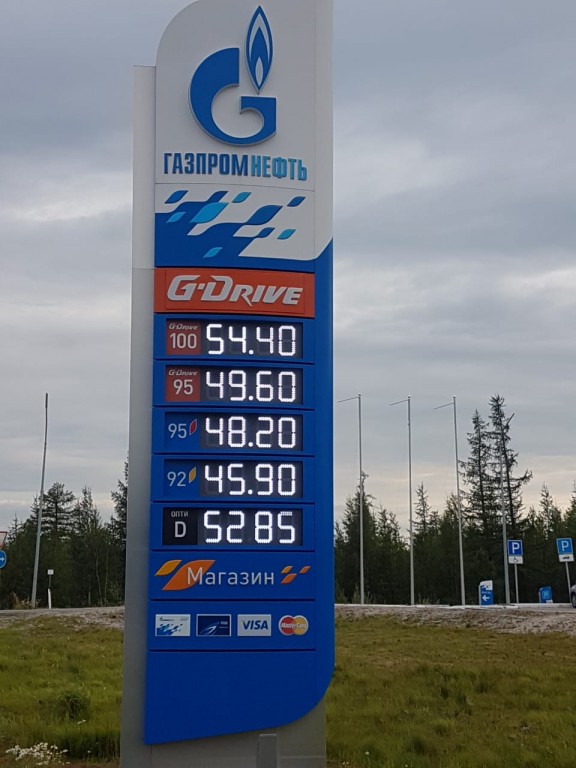 ГАЗПРОМНЕФТЬ
G-DRIVE
G-DRIVE 100 54.40
G-DRIVE 95 49.60
95 48.20
92 45.90
ОПТИ D 52 85
Магазин
VISA MasterCard
P P